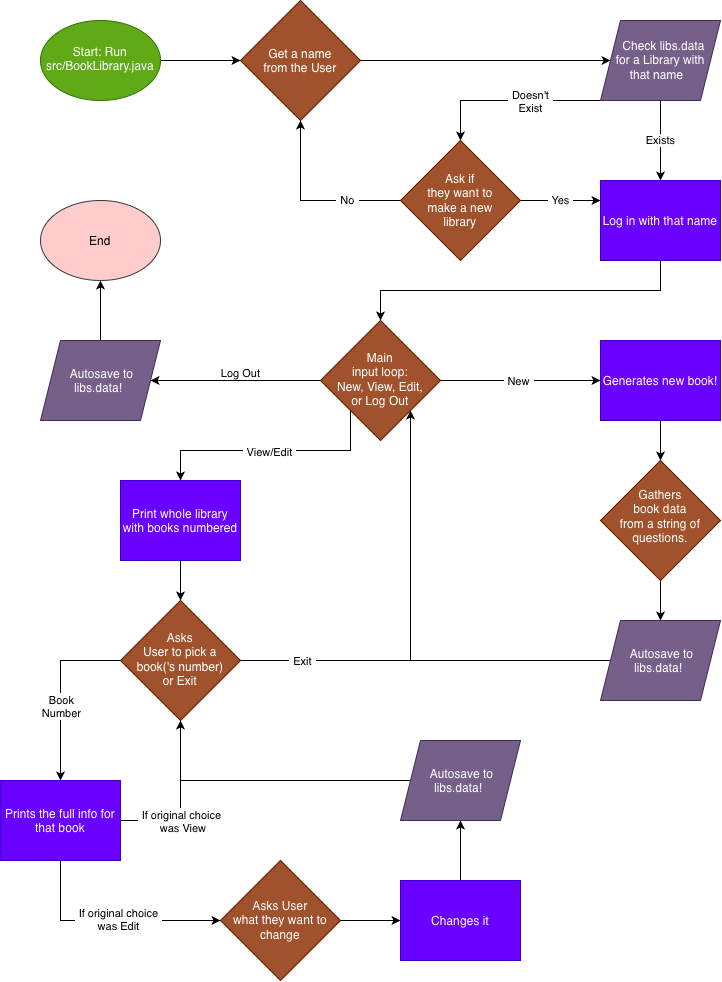 Start: Run
src/BookLibrary.java
Get a name
from the User
Check libs.data
for a Library with
that name
Doesn't
Exist
Exists
Ask if
they want to
make a new
library
No
Yes
Log in with that name
End
Main
input loop:
New, View, Edit,
or Log Out
Log Out
Autosave to
libs.data!
New
Generates new book!
View/Edit
Print whole library
with books numbered
Gathers
book data
from a string of
questions.
Asks
User to pick a
book('s number)
or Exit
Exit
Autosave to
libs.data!
Book
Number
Autosave to
libs.data!
Prints the full info for
that book
If original choice
was View
If original choice
was Edit
Asks User
what they want to
change
Changes it